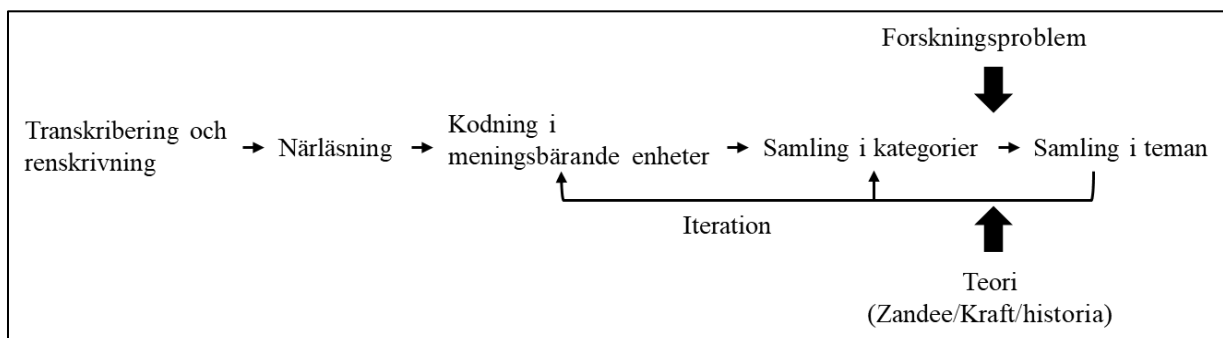 Forskningsproblem
Transkribering och
renskrivning
Närläsning
Kodning i
meningsbärande enheter
Samling i kategorier
Samling i teman
Iteration
Teori
(Zandee/Kraft/historia)